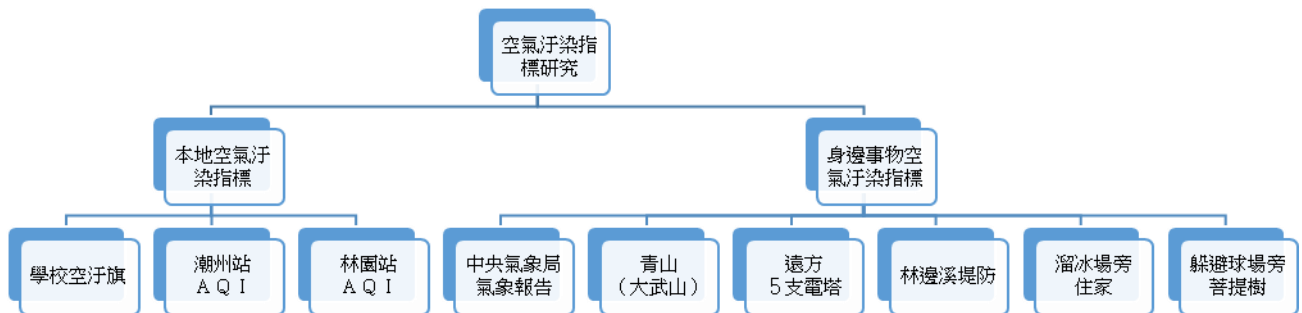 空氣汙染指
標研究
本地空氣汙
染指標
身邊事物空
氣汙染指標
學校空汙旗
潮州站
ＡＱＩ
林園站
ＡＱＩ
中央氣象局
氣象報告
青山
（大武山）
遠方
５支電塔
林邊溪堤防
溜冰場旁
住家
躲避球場旁
菩提樹